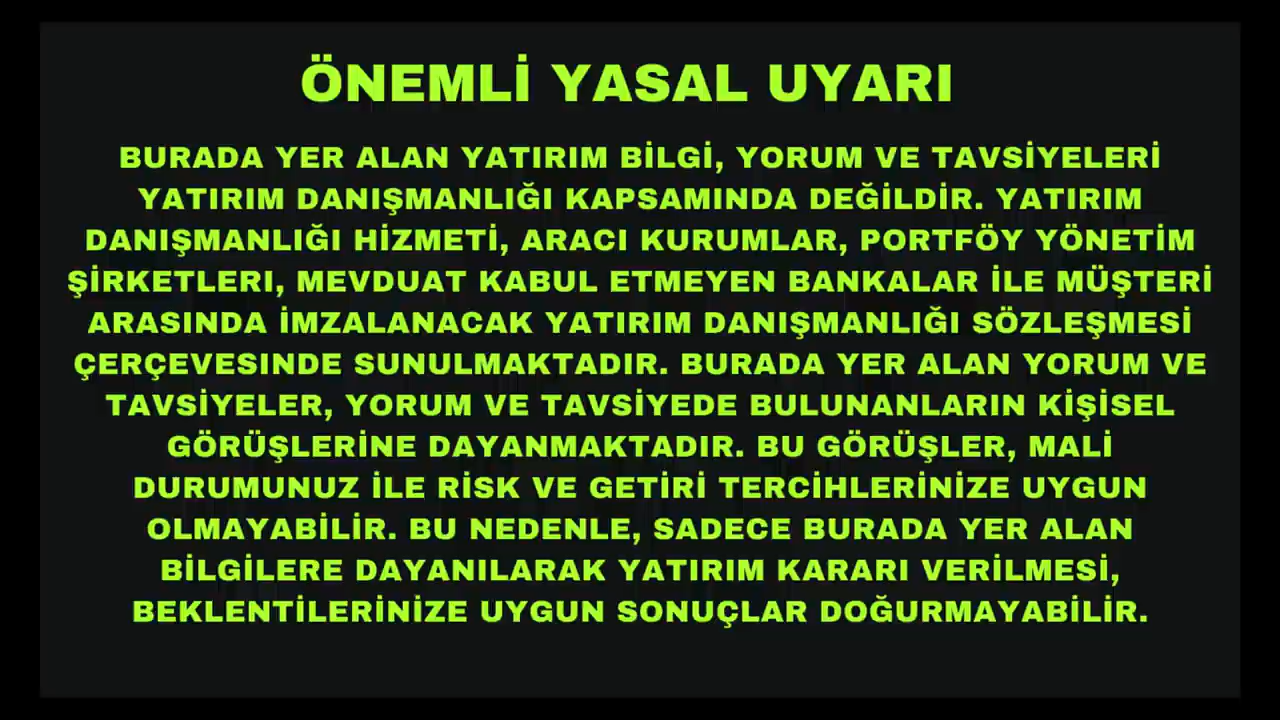 ÖNEMLİ YASAL UYARI
BURADA YER ALAN YATIRIM BİLGİ, YORUM VE TAVSİYELERİ
YATIRIM DANIŞMANLIĞI KAPSAMINDA DEĞİLDİR. YATIRIM
DANIŞMANLIĞI HİZMETİ, ARACI KURUMLAR, PORTFÖY YÖNETİM
ŞİRKETLERI, MEVDUAT KABUL ETMEYEN BANKALAR İLE MÜŞTERİ
ARASINDA İMZALANACAK YATIRIM DANIŞMANLIĞI SÖZLEŞMESİ
ÇERÇEVESINDE SUNULMAKTADIR. BURADA YER ALAN YORUM VE
TAVSİYELER, YORUM VE TAVSİYEDE BULUNANLARIN KİŞİSEL
GÖRÜŞLERİNE DAYANMAKTADIR. BU GÖRÜŞLER, MALİ
DURUMUNUZ İLE RİSK VE GETİRİ TERCİHLERİNİZE UYGUN
OLMAYABİLİR. BU NEDENLE, SADECE BURADA YER ALAN
BİLGİLERE DAYANILARAK YATIRIM KARARI VERİLMESİ,
BEKLENTİLERİNİZE UYGUN SONUÇLAR DOĞURMAYABİLİR.